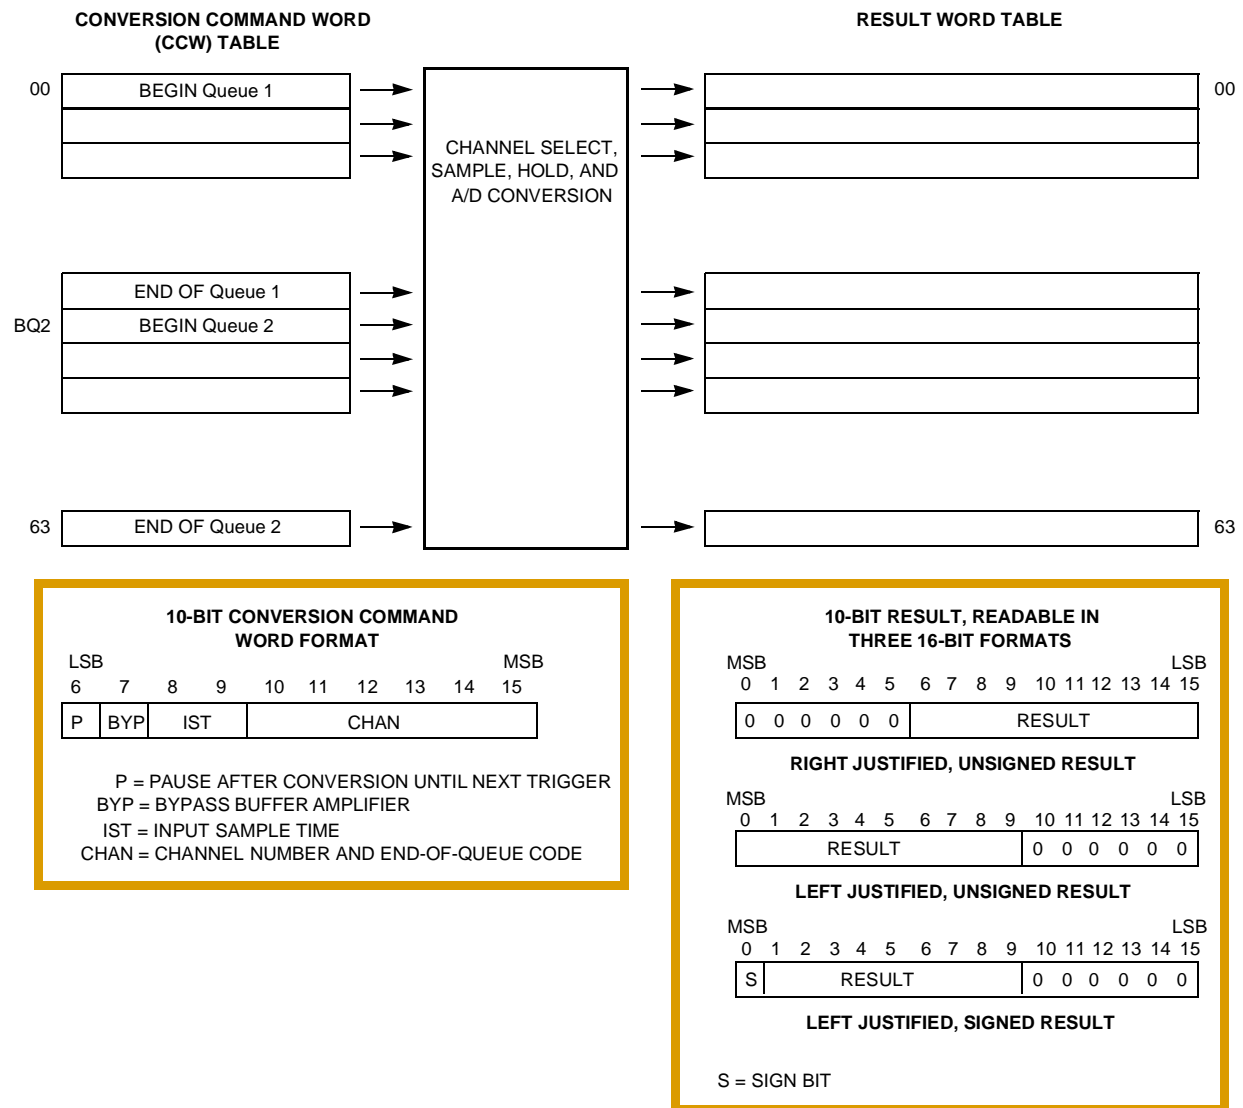 CONVERSION COMMAND WORD
(CCW) TABLE
RESULT WORD TABLE
00
BEGIN Queue 1
00
CHANNEL SELECT,
SAMPLE, HOLD, AND
A/D CONVERSION
END OF Queue 1
BQ2
BEGIN Queue 2
63
END OF Queue 2
63
10-BIT CONVERSION COMMAND
WORD FORMAT
LSB MSB
6 7 8 9 10 11 12 13 14 15
P BYP IST CHAN
P = PAUSE AFTER CONVERSION UNTIL NEXT TRIGGER
BYP = BYPASS BUFFER AMPLIFIER
IST = INPUT SAMPLE TIME
CHAN = CHANNEL NUMBER AND END-OF-QUEUE CODE
10-BIT RESULT, READABLE IN
THREE 16-BIT FORMATS
MSB LSB
0 1 2 3 4 5 6 7 8 9 10 11 12 13 14 15
0 0 0 0 0 0 RESULT
RIGHT JUSTIFIED, UNSIGNED RESULT
MSB LSB
0 1 2 3 4 5 6 7 8 9 10 11 12 13 14 15
RESULT 0 0 0 0 0 0
LEFT JUSTIFIED, UNSIGNED RESULT
MSB LSB
0 1 2 3 4 5 6 7 8 9 10 11 12 13 14 15
S RESULT 0 0 0 0 0 0
LEFT JUSTIFIED, SIGNED RESULT
S = SIGN BIT